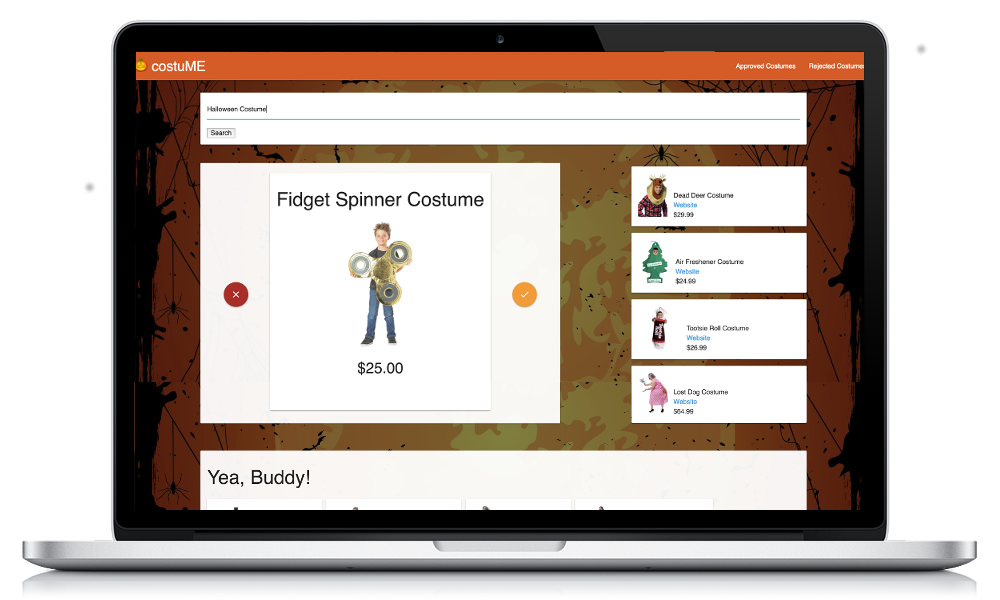 costuME
Approved Costumes
Rejected Costumes
Halloween Costume
Search
Fidget Spinner Costume
$25.00
Dead Deer Costume
Website
$29.99
Air Freshener Costume
Website
$24.99
Tootsie Roll Costume
Website
$26.99
Lost Dog Costume
Website
$64.99
Yea, Buddy!